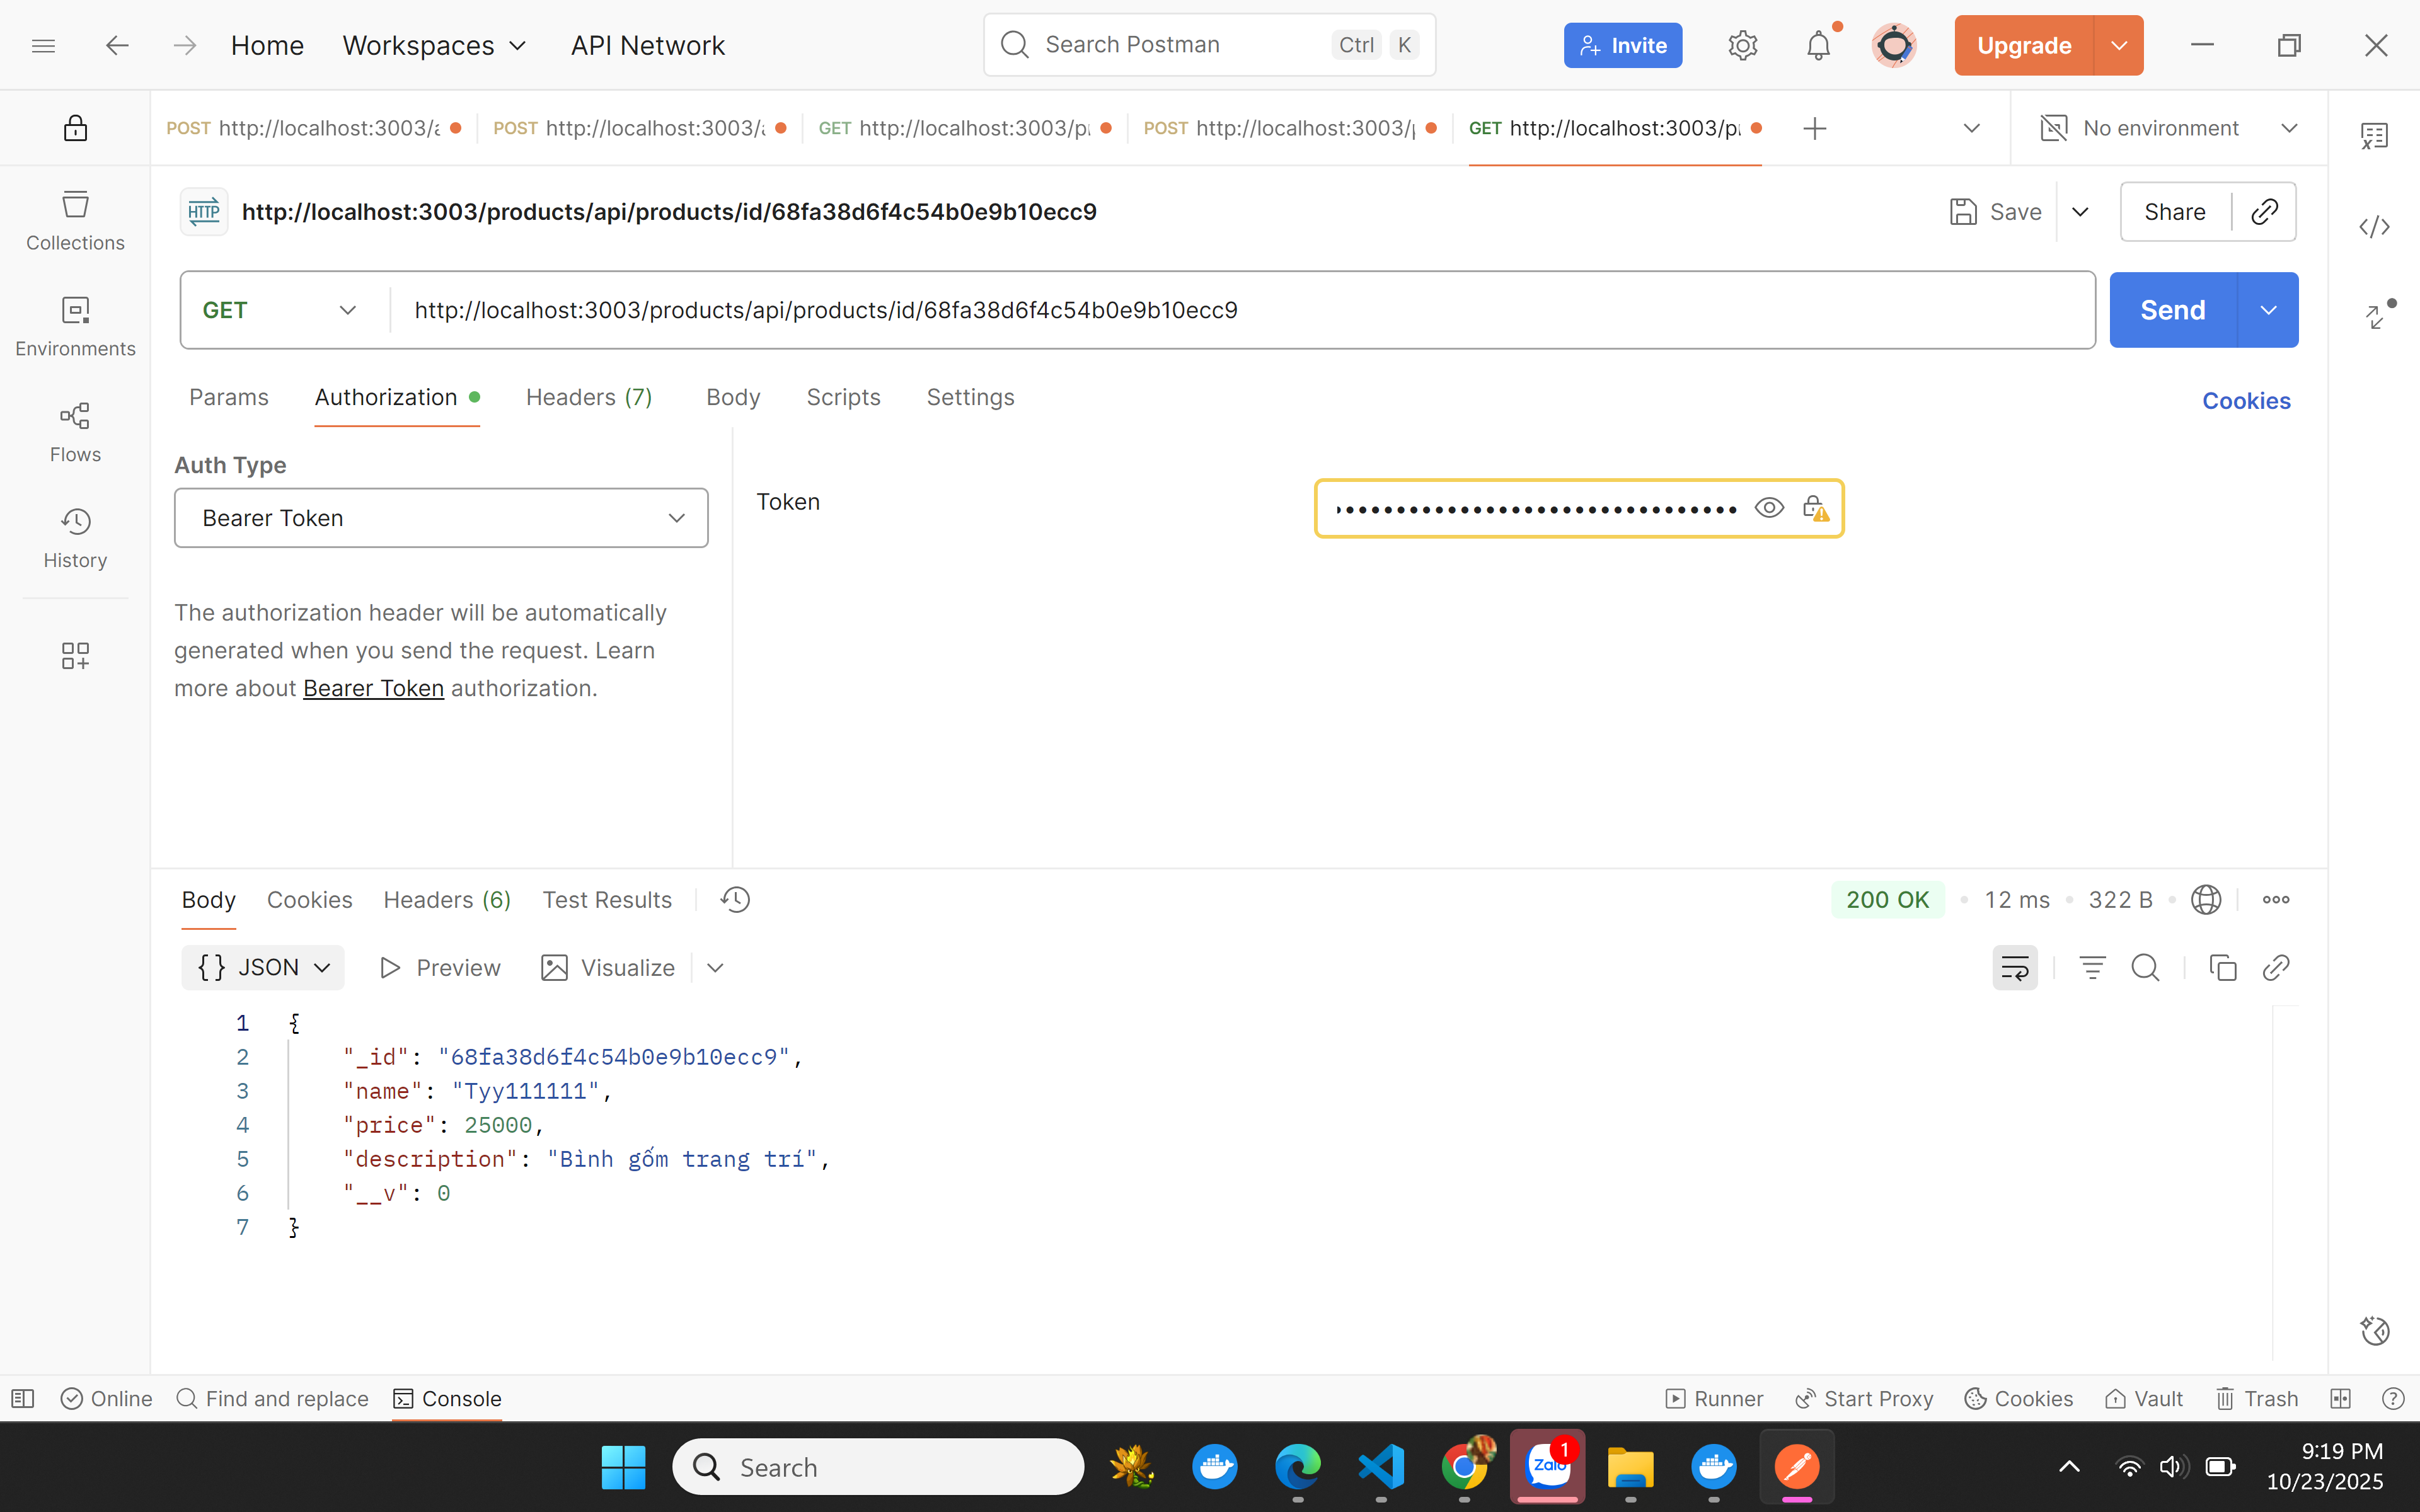 Home Workspaces API Network Search Postman Ctrl K Invite Upgrade
POST http://localhost:3003/a POST http://localhost:3003/a GET http://localhost:3003/p POST http://localhost:3003/p GET http://localhost:3003/p No environment
HTTP http://localhost:3003/products/api/products/id/68fa38d6f4c54b0e9b10ecc9 Save Share
Collections
Environments
Flows
History
GET http://localhost:3003/products/api/products/id/68fa38d6f4c54b0e9b10ecc9 Send
Params Authorization Headers (7) Body Scripts Settings Cookies
Auth Type
Bearer Token
Token
The authorization header will be automatically
generated when you send the request. Learn
more about Bearer Token authorization.
Body Cookies Headers (6) Test Results 200 OK • 12 ms • 322 B
{} JSON Preview Visualize
1 {
2 "_id": "68fa38d6f4c54b0e9b10ecc9",
3 "name": "Tyy111111",
4 "price": 25000,
5 "description": "Bình gốm trang trí",
6 "__v": 0
7 }
Online Find and replace Console Runner Start Proxy Cookies Vault Trash
Search Zalo 1 9:19 PM
10/23/2025